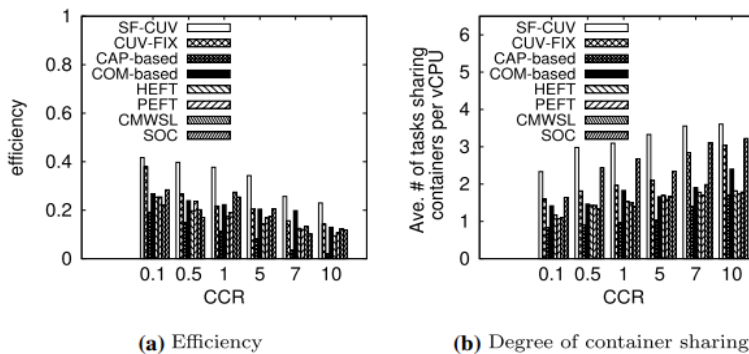 SF-CUV
CUV-FIX
CAP-based
COM-based
HEFT
PEFT
CMWSL
SOC
efficiency
1
0.8
0.6
0.4
0.2
0
0.1 0.5 1 5 7 10
CCR
(a) Efficiency
SF-CUV
CUV-FIX
CAP-based
COM-based
HEFT
PEFT
CMWSL
SOC
Ave. # of tasks sharing
containers per vCPU
6
5
4
3
2
1
0
0.1 0.5 1 5 7 10
CCR
(b) Degree of container sharing